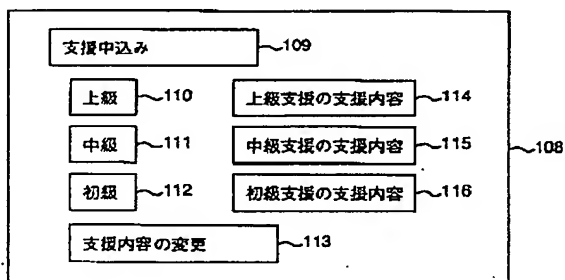 支援申込み 109
上級 110 上級支援の支援内容 114
中級 111 中級支援の支援内容 115
108
初級 112 初級支援の支援内容 116
支援内容の変更 113